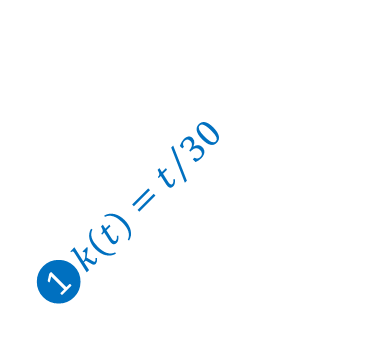 1 k(t) = t/30